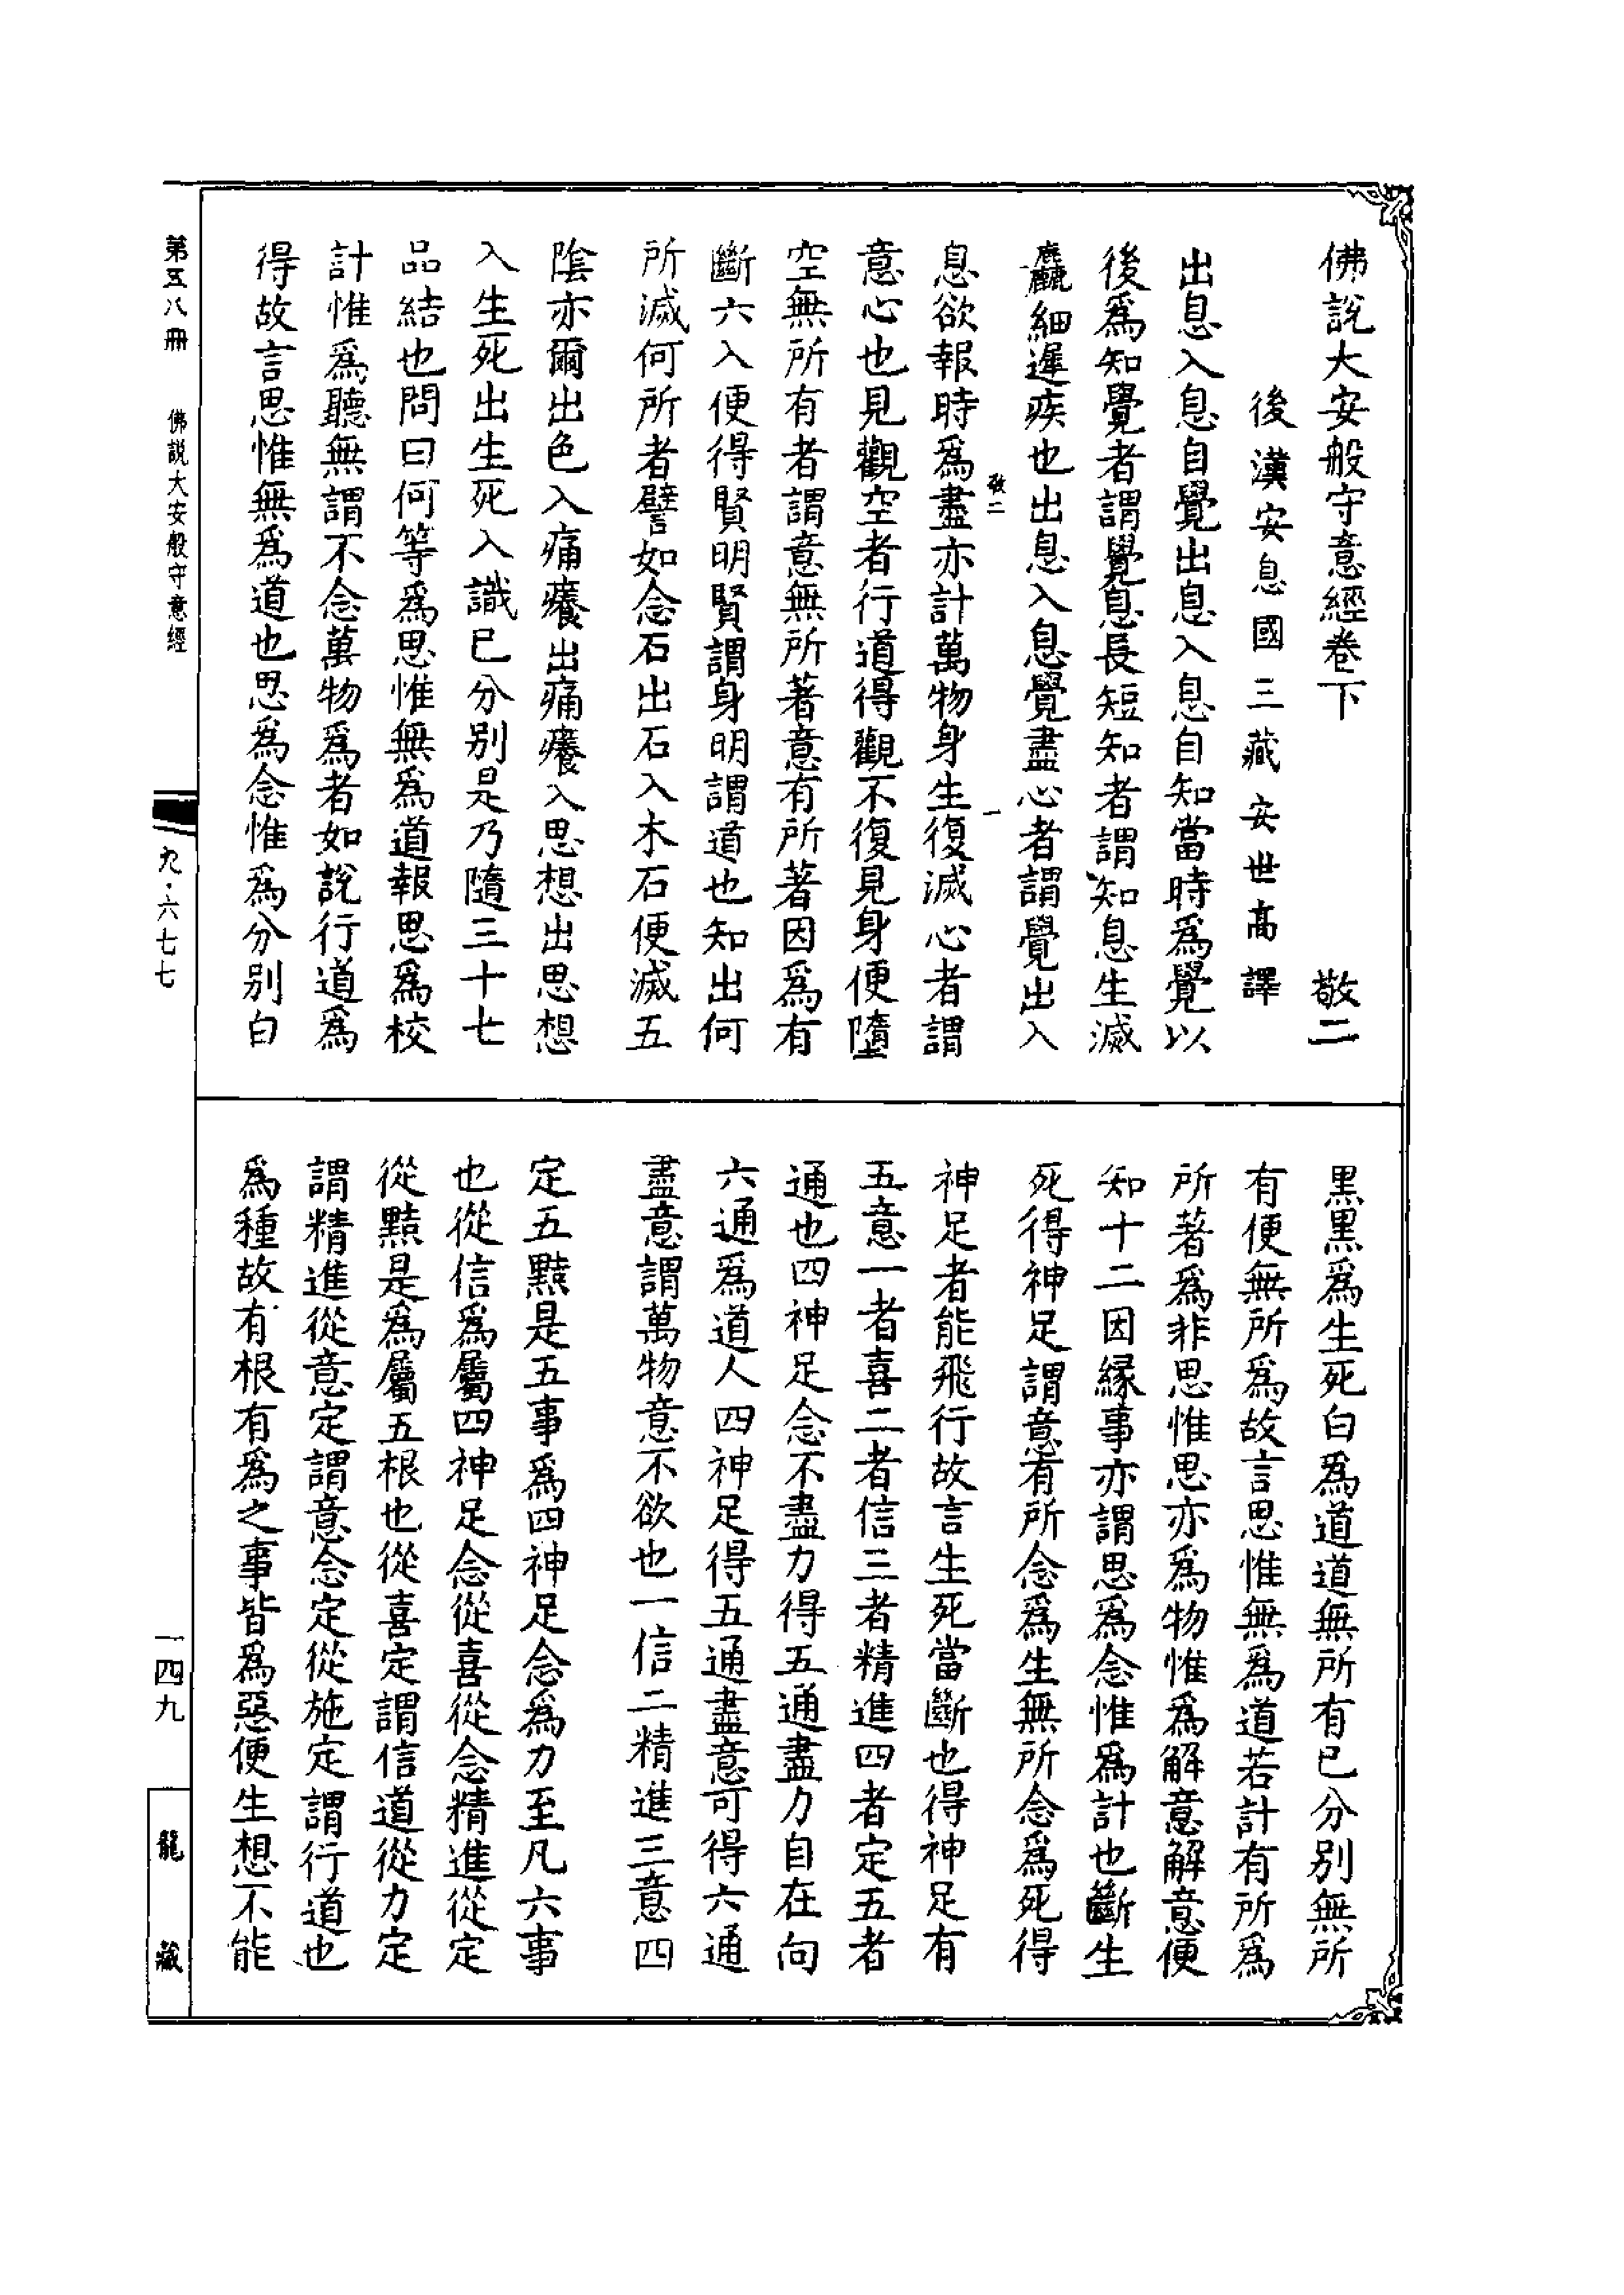 佛說大安般守意經卷下 敬二
後漢安息國三藏安世高譯
出息入息自覺出息入息自知當時爲覺以
後爲知覺者謂覺息長短知者謂知息生滅
麤細遲疾也出息入息覺盡心者謂覺出入
敬二 一
息欲報時爲盡亦計萬物身生復滅心者謂
意心也見觀空者行道得觀不復見身便墮
空無所有者謂意無所著意有所著因爲有
斷六入便得賢明賢謂身明謂道也知出何
所滅何所者譬如念石出石入木石便滅五
陰亦爾出色入痛癢出痛癢入思想出思想
入生死出生死入識已分別是乃隨三十七
品結也問曰何等爲思惟無爲道報思爲校
計惟爲聽無謂不念萬物爲者如說行道爲
得故言思惟無爲道也思爲念惟爲分別白
黑黑爲生死白爲道道無所有已分別無所
有便無所爲故言思惟無爲道若計有所爲
所著爲非思惟思亦爲物惟爲解意解意便
知十二因緣事亦謂思爲念惟爲計也斷生
死得神足謂意有所念爲生無所念爲死得
神足者能飛行故言生死當斷也得神足有
五意一者喜二者信三者精進四者定五者
通也四神足念不盡力得五通盡力自在向
六通爲道人四神足得五通盡意可得六通
盡意謂萬物意不欲也一信二精進三意四
定五黠是五事爲四神足念爲力至凡六事
也從信爲屬四神足念從喜從念精進從定
從黠是爲屬五根也從喜定謂信道從力定
謂精進從意定謂意念定從施定謂行道也
爲種故有根有爲之事皆爲惡便生想不能
第五八冊 佛説大安般守意經 九·六七七 一四九 龍藏